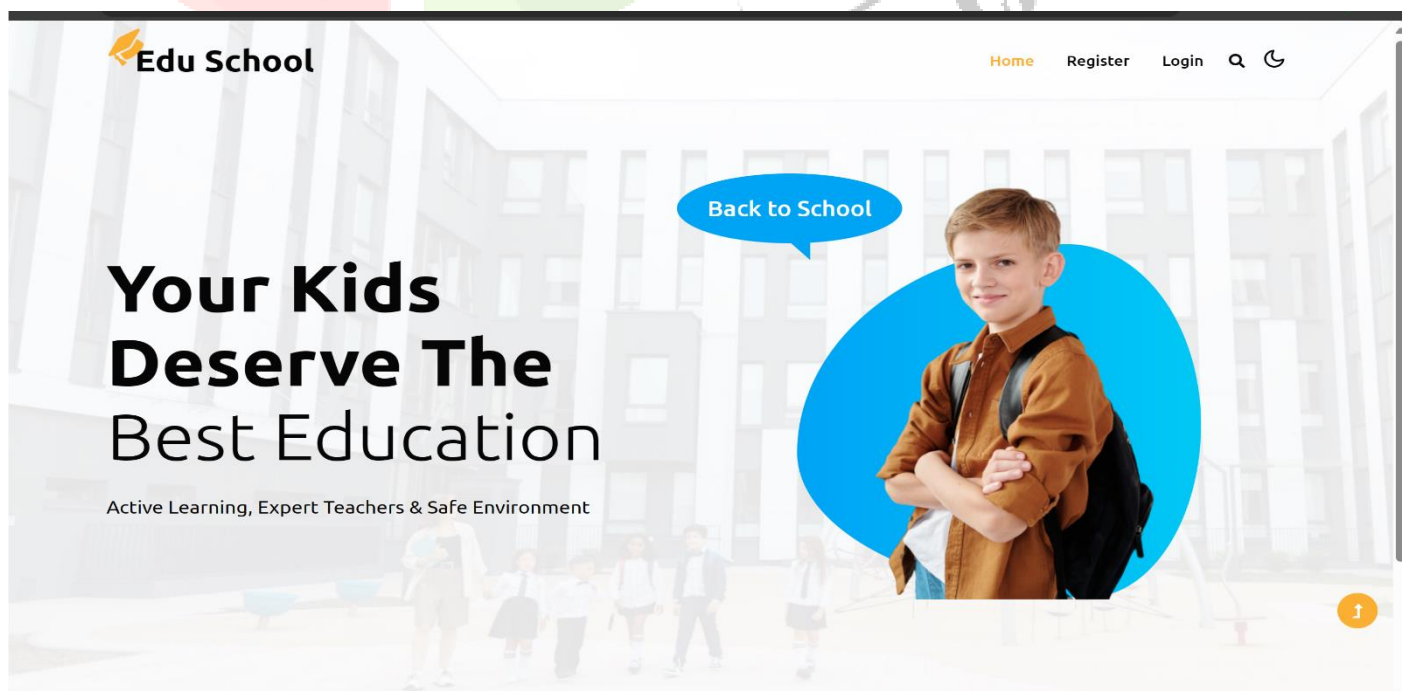 Edu School
Home Register Login
Back to School
Your Kids
Deserve The
Best Education
Active Learning, Expert Teachers & Safe Environment